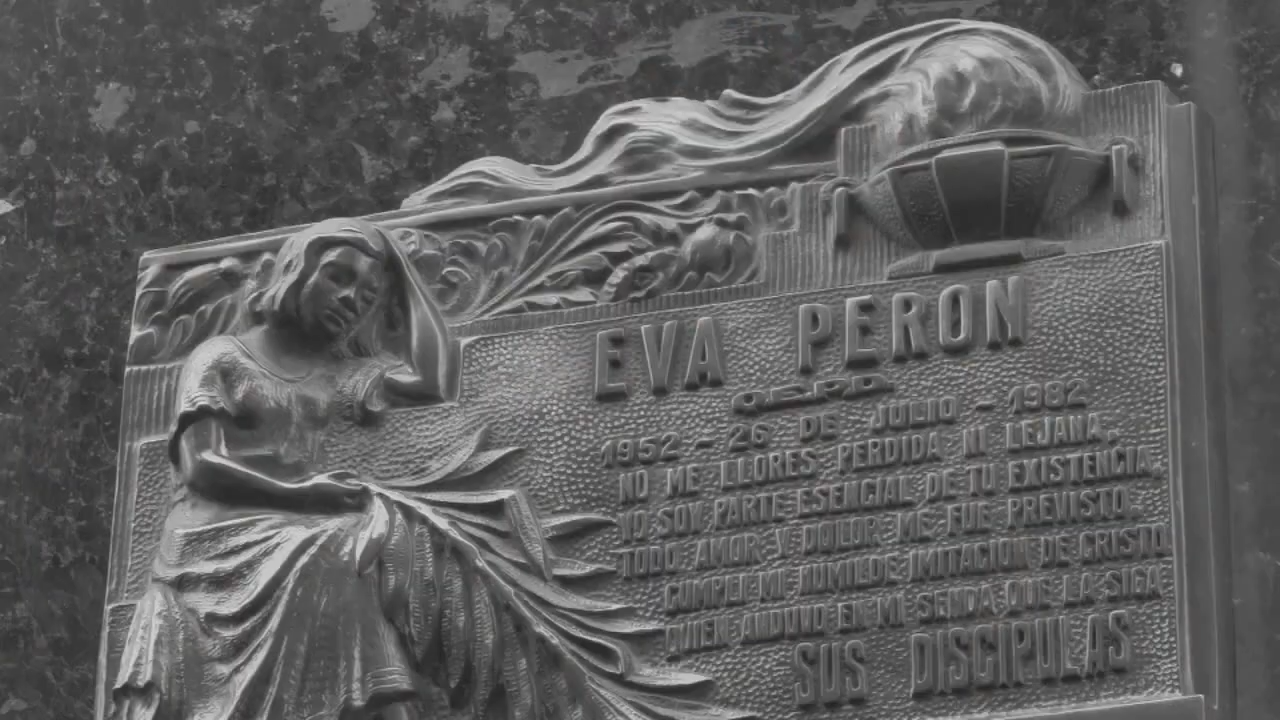 EVA PERON
Q.E.P.D.
1952 - 26 DE JULIO - 1982
NO ME LLORES PERDIDA NI LEJANA,
YO SOY PARTE ESENCIAL DE TU EXISTENCIA,
TODO AMOR Y DOLOR ME FUE PREVISTO,
CUMPLI MI HUMILDE IMITACION DE CRISTO
QUIEN ANDUVO EN MI SENDA QUE LA SIGA
SUS DISCIPULAS